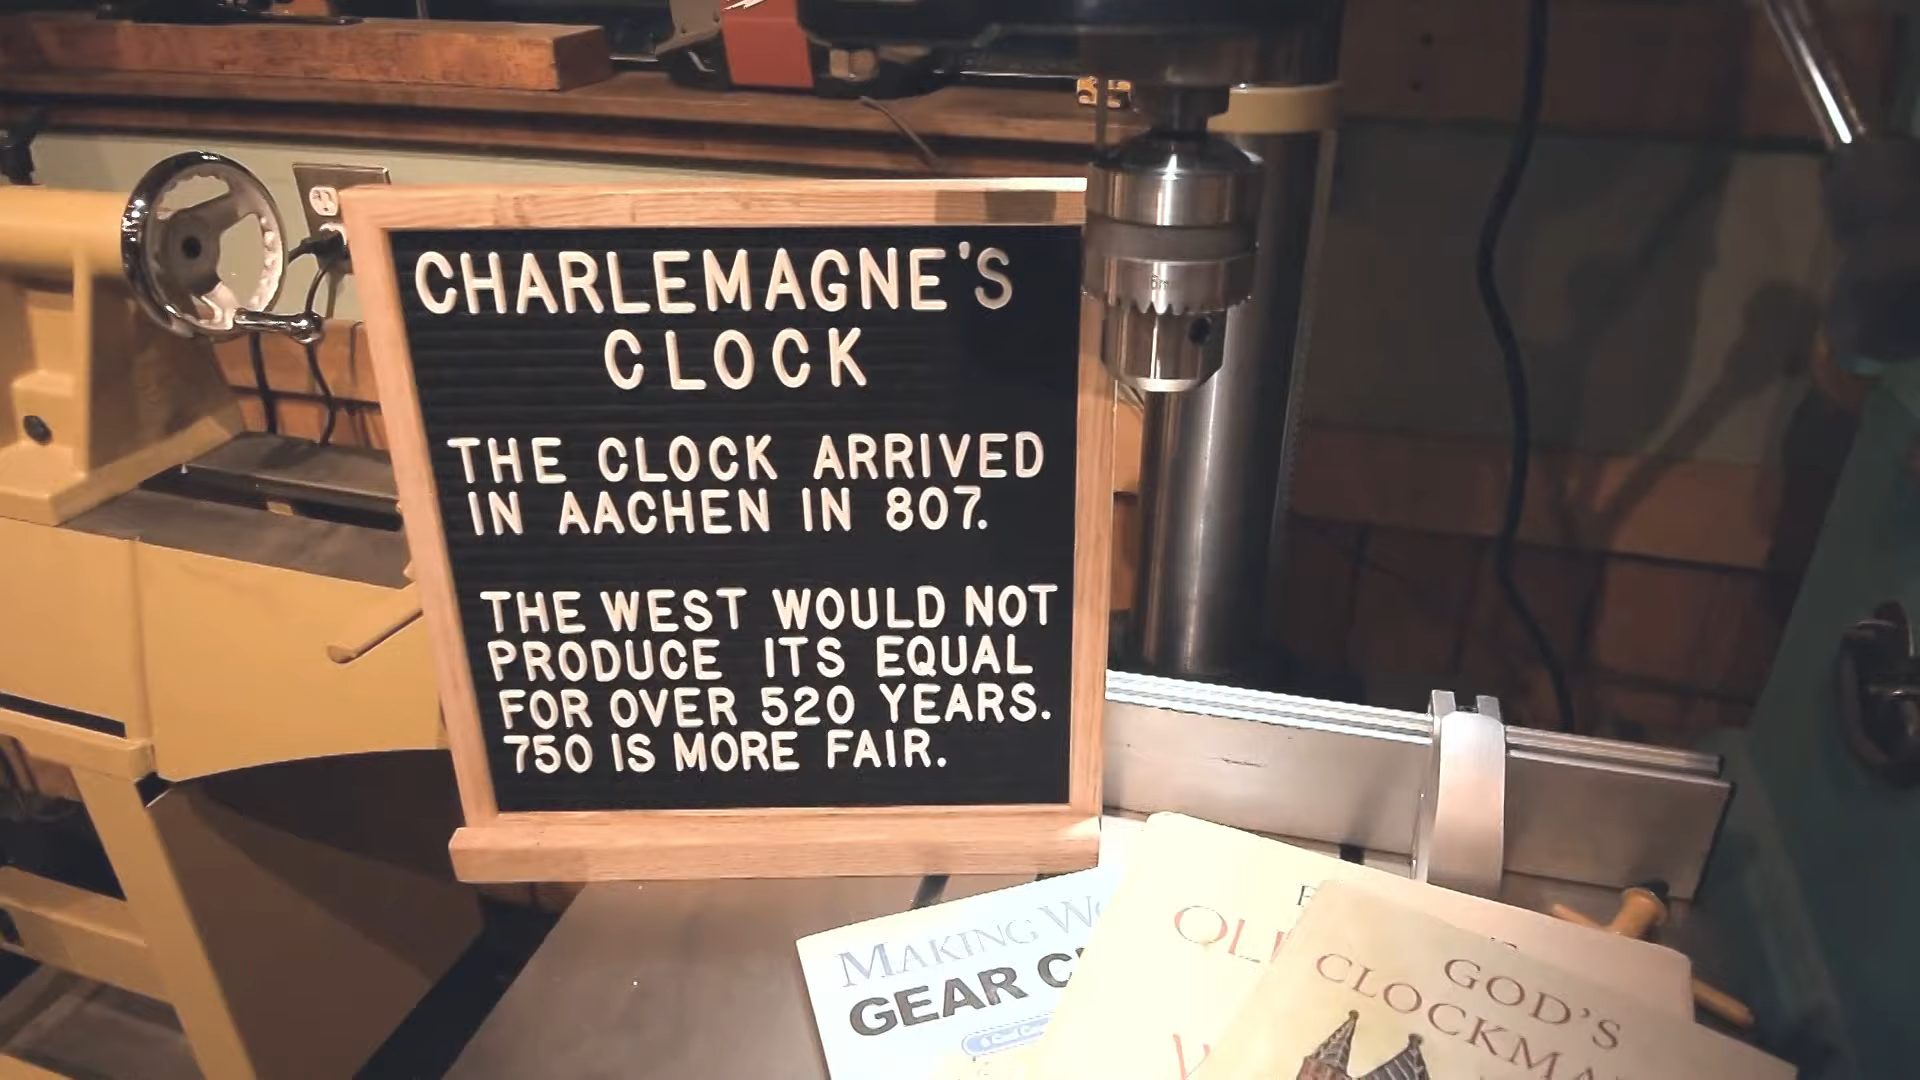 CHARLEMAGNE'S
CLOCK
THE CLOCK ARRIVED
IN AACHEN IN 807.
THE WEST WOULD NOT
PRODUCE ITS EQUAL
FOR OVER 520 YEARS.
750 IS MORE FAIR.
MAKING
GEAR
GOD'S